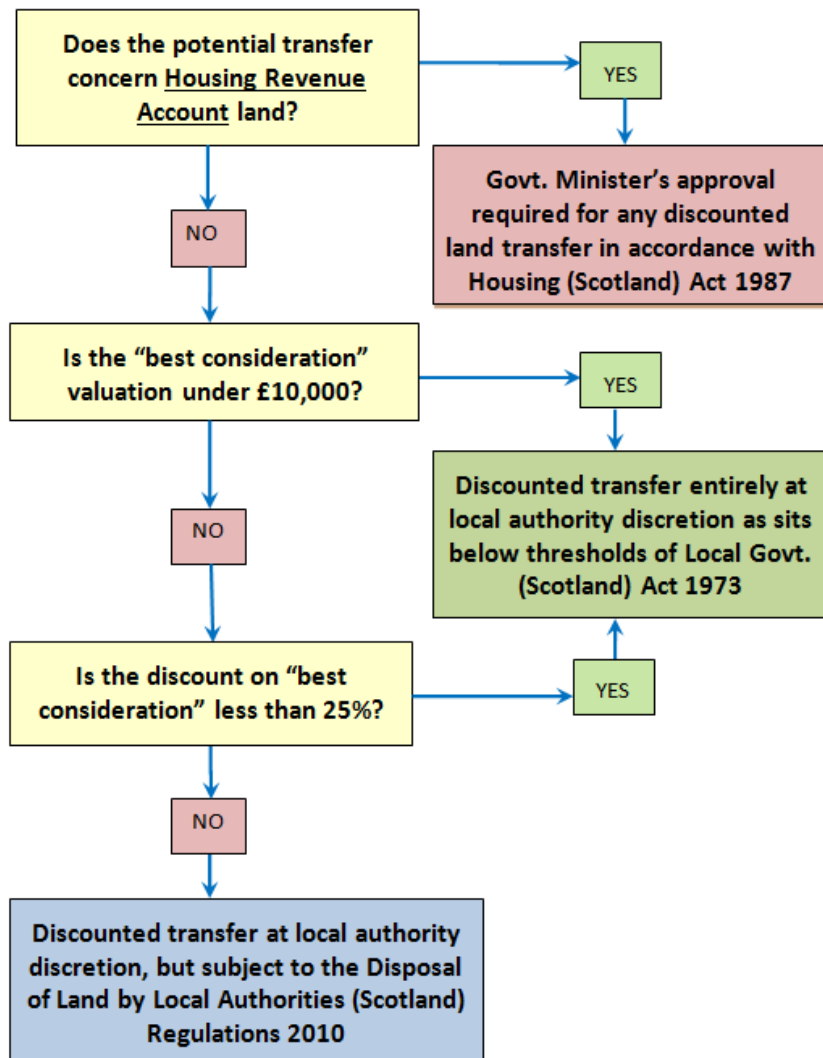 Does the potential transfer
concern Housing Revenue
Account land?
YES
Govt. Minister’s approval
required for any discounted
land transfer in accordance with
Housing (Scotland) Act 1987
NO
Is the “best consideration”
valuation under £10,000?
YES
Discounted transfer entirely at
local authority discretion as sits
below thresholds of Local Govt.
(Scotland) Act 1973
NO
Is the discount on “best
consideration” less than 25%?
YES
NO
Discounted transfer at local authority
discretion, but subject to the Disposal
of Land by Local Authorities (Scotland)
Regulations 2010